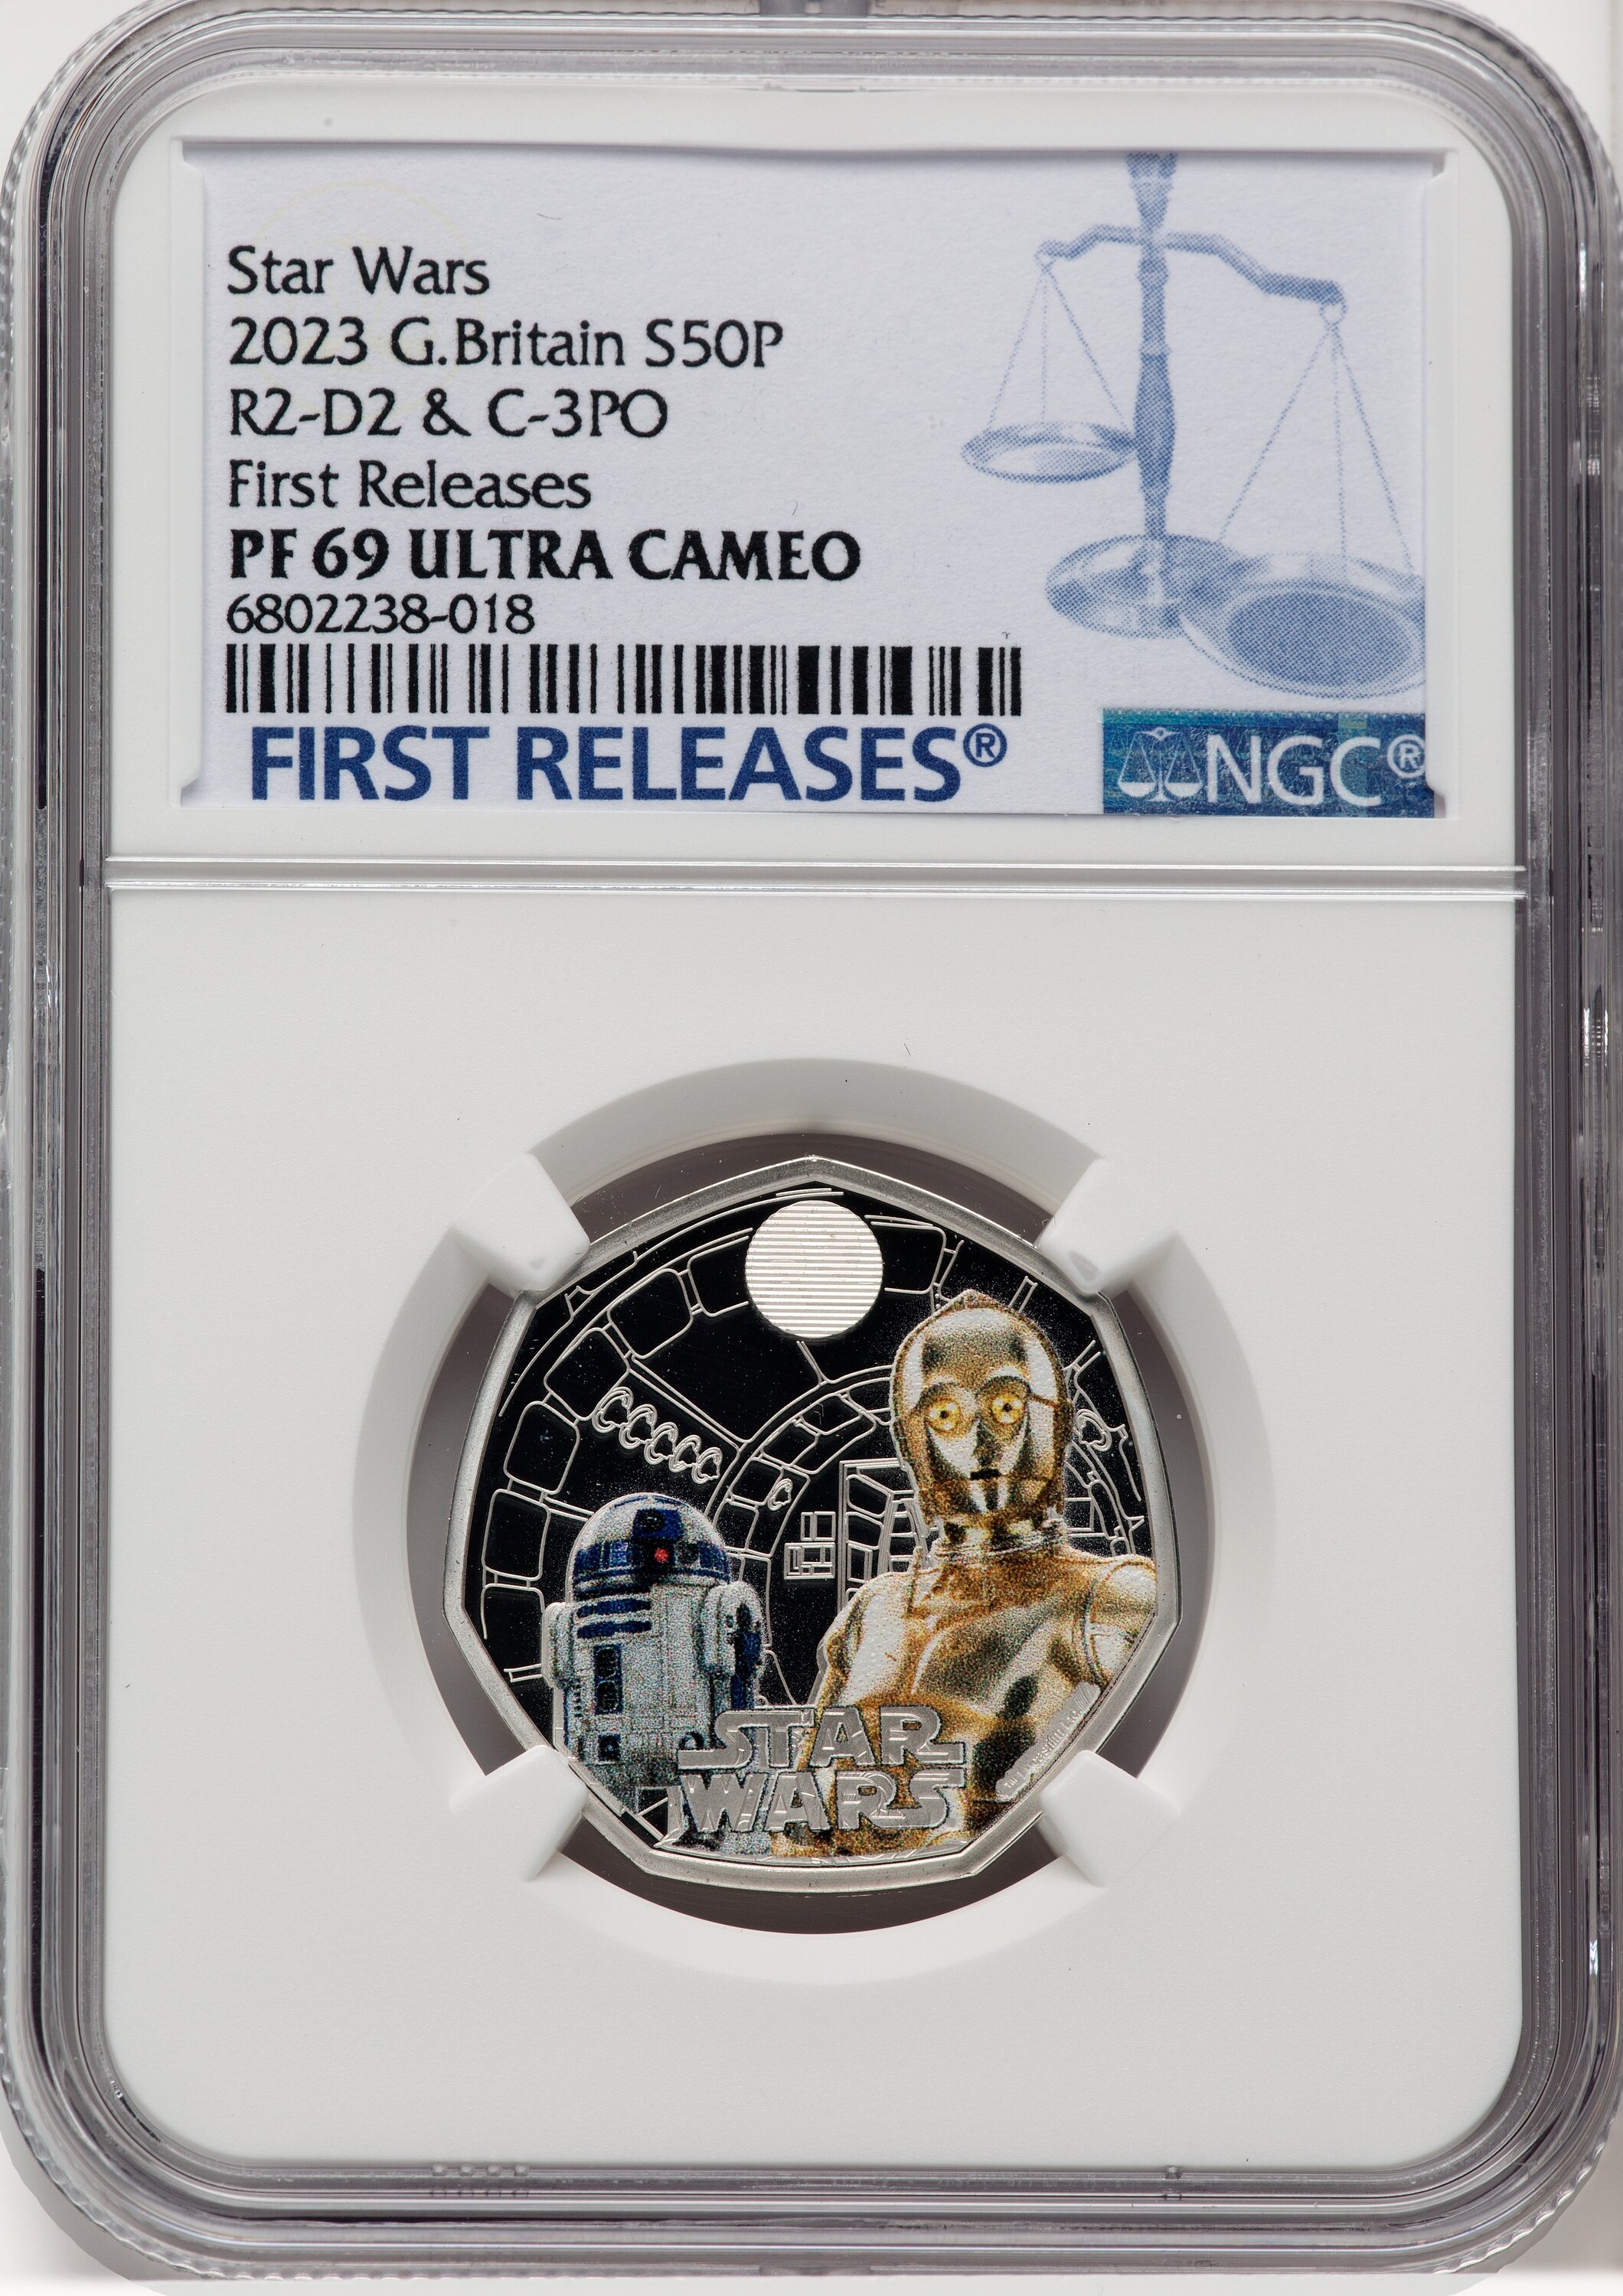 Star Wars
2023 G.Britain S50P
R2-D2 & C-3PO
First Releases
PF 69 ULTRA CAMEO
6802238-018
FIRST RELEASES®
NGC®
STAR
WARS